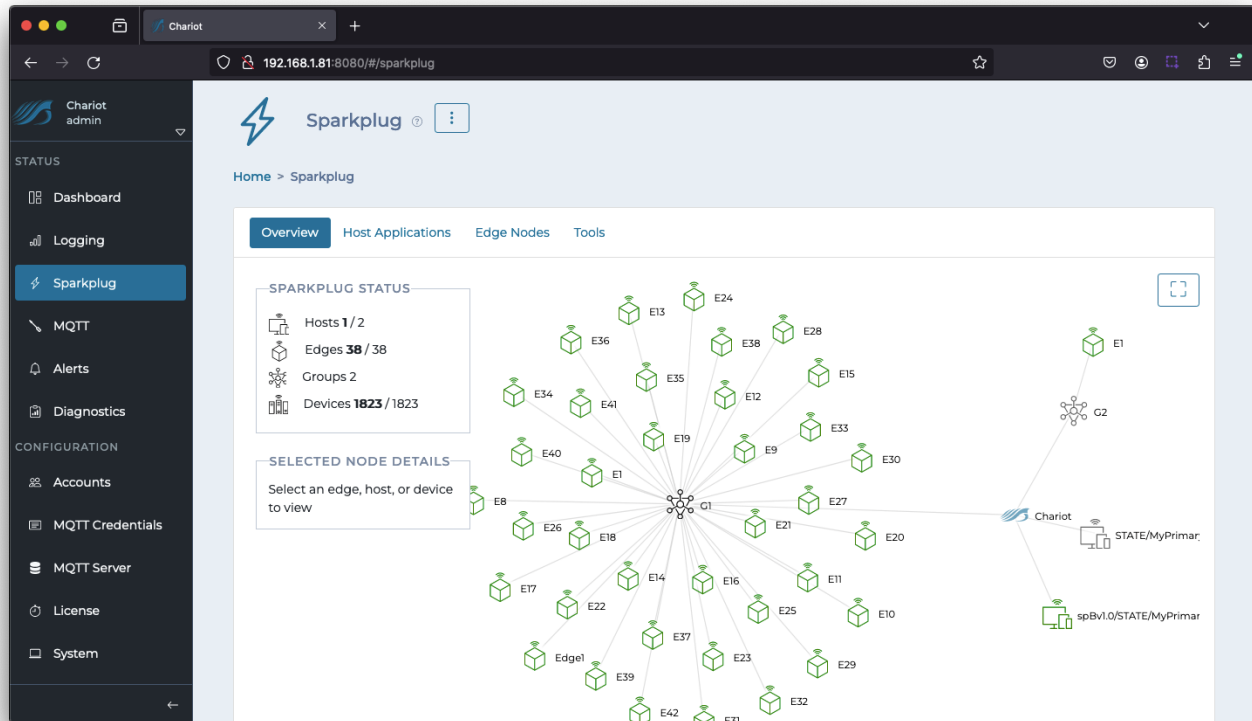 Chariot
192.168.1.81:8080/#/sparkplug
Chariot
admin
STATUS
Dashboard
Logging
Sparkplug
MQTT
Alerts
Diagnostics
CONFIGURATION
Accounts
MQTT Credentials
MQTT Server
License
System
Sparkplug
Home > Sparkplug
Overview
Host Applications
Edge Nodes
Tools
SPARKPLUG STATUS
Hosts 1 / 2
Edges 38 / 38
Groups 2
Devices 1823 / 1823
SELECTED NODE DETAILS
Select an edge, host, or device
to view
E24
E13
E28
E36
E38
E1
E15
E35
E34
E12
E41
G2
E33
E19
E9
E40
E30
E1
E8
E27
G1
Chariot
E26
E21
E18
E20
STATE/MyPrimary
E14
E16
E11
E17
E22
E25
E10
spBv1.0/STATE/MyPrimar
E37
Edge1
E23
E29
E39
E32
E42
E31